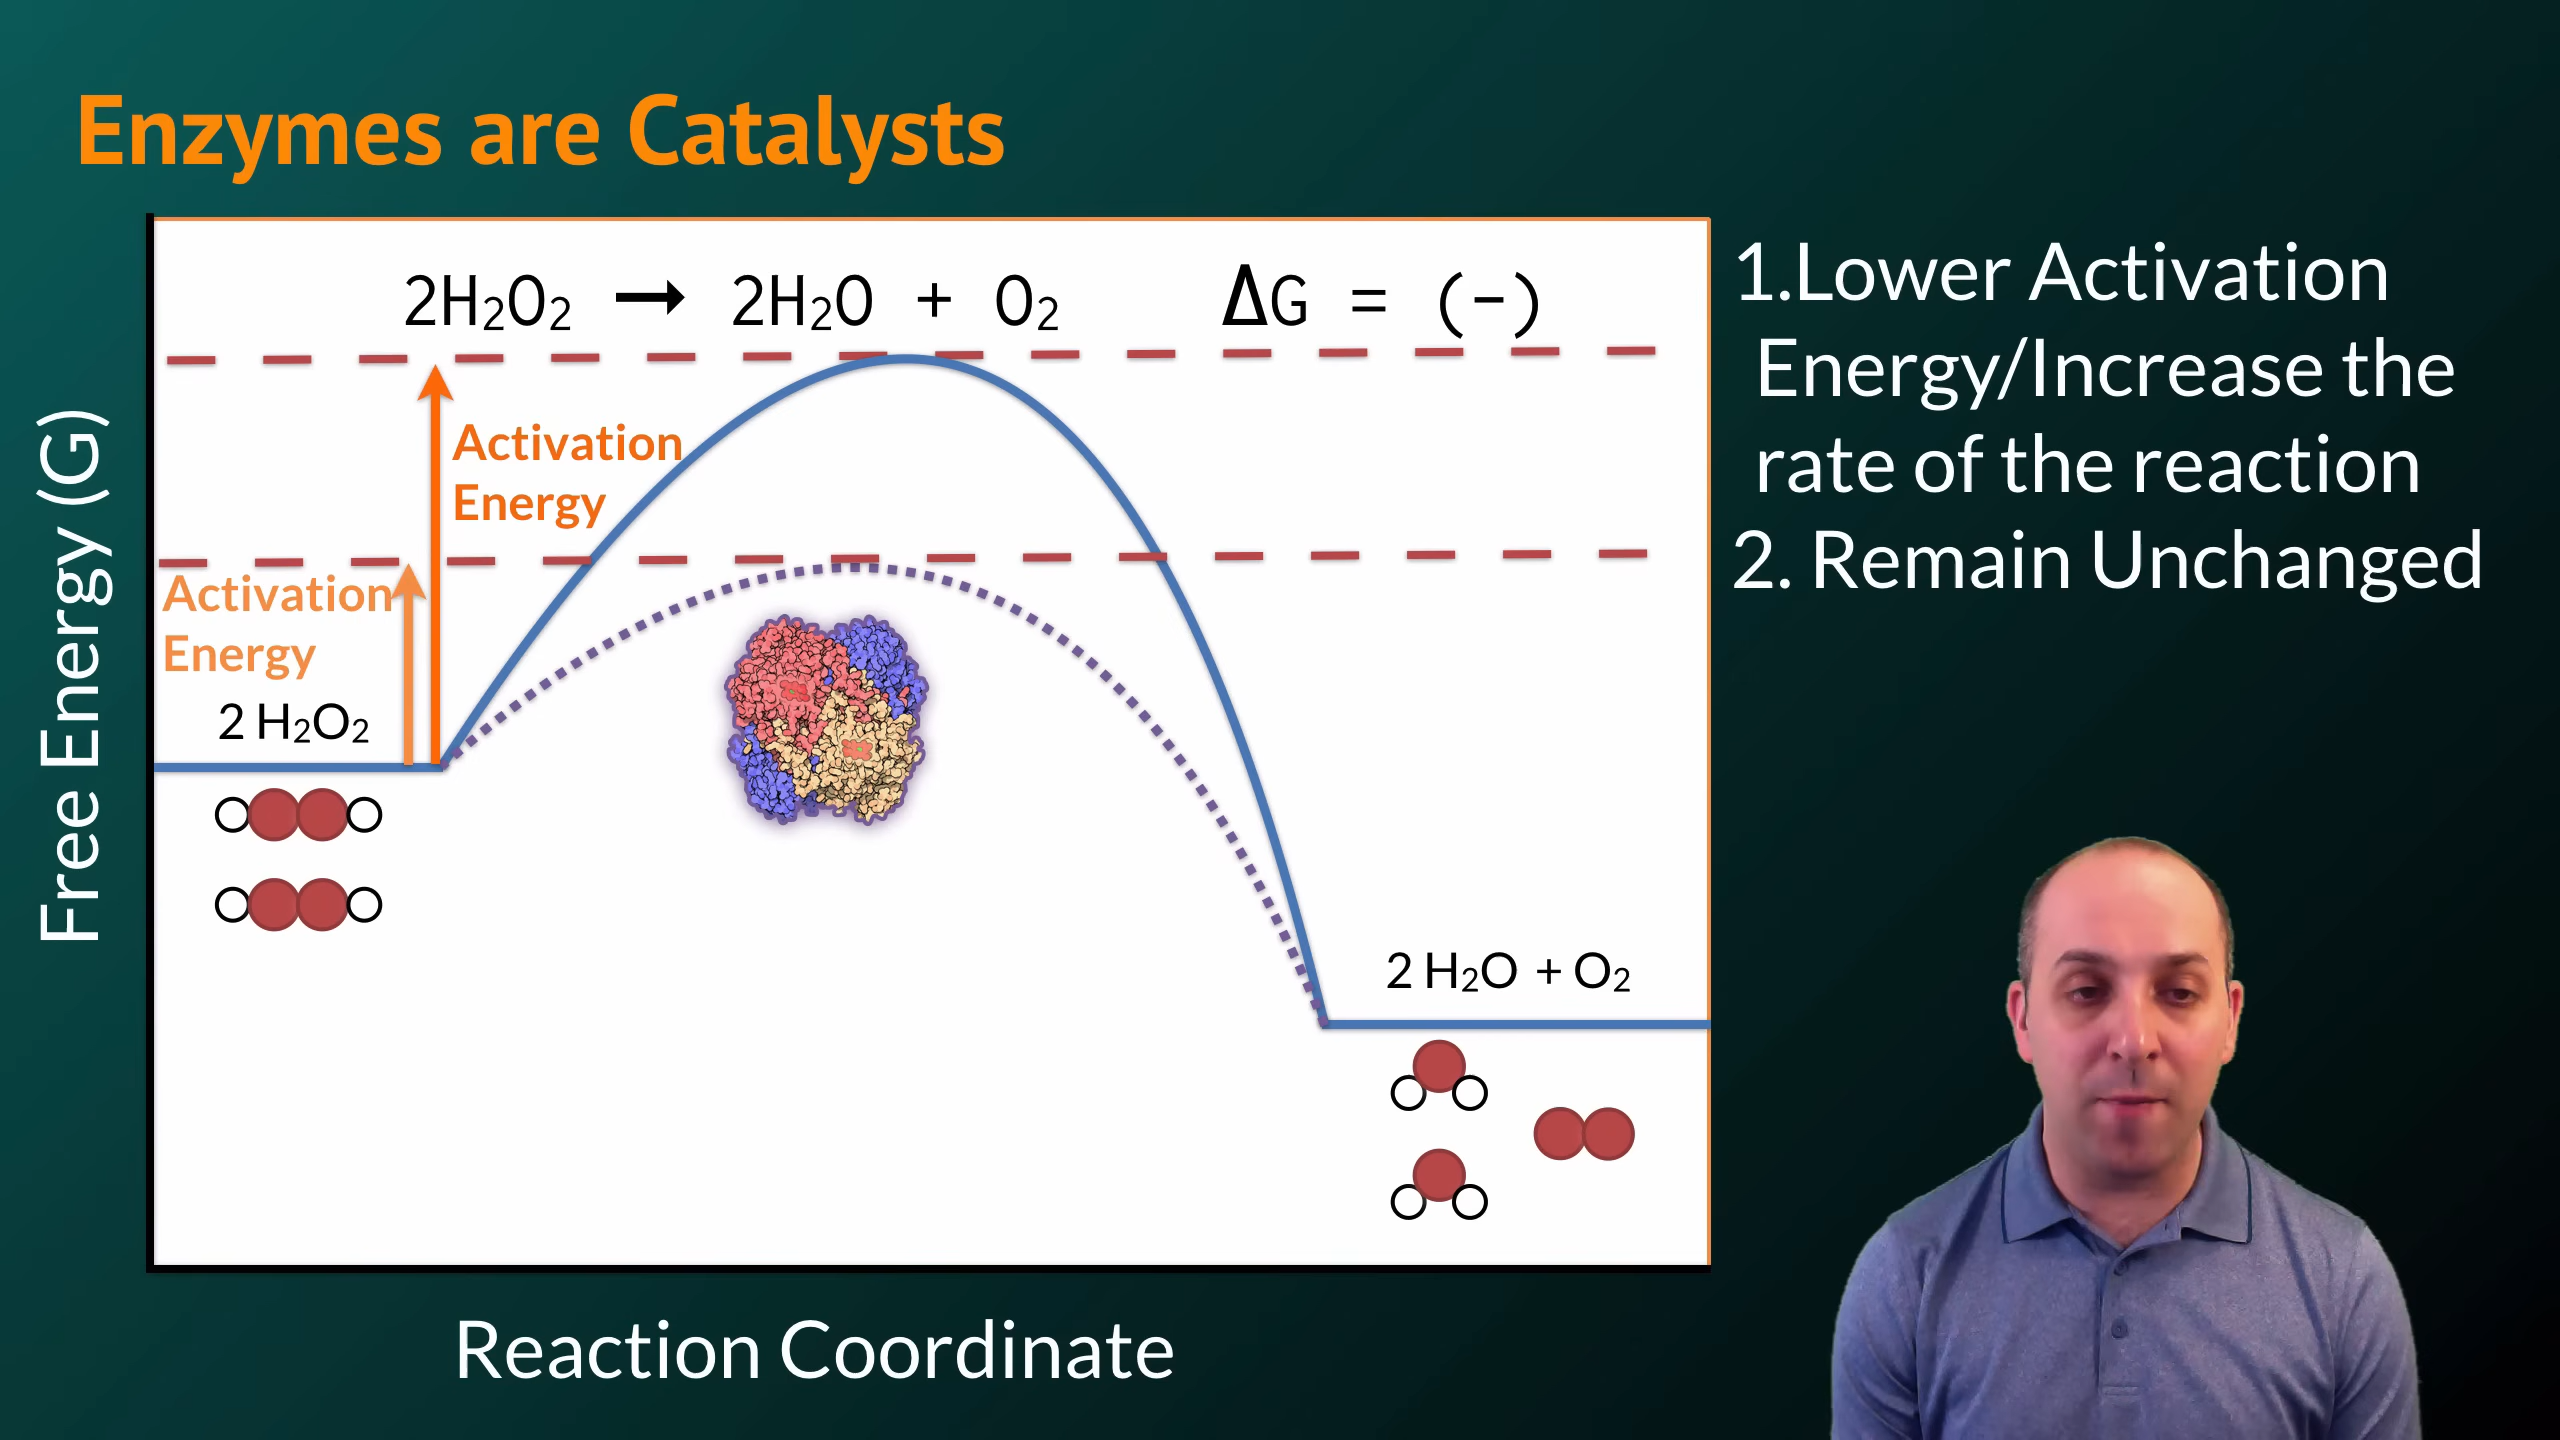 Enzymes are Catalysts
2H₂O₂ → 2H₂O + O₂ ΔG = (-)
Activation
Energy
Activation
Energy
2 H₂O₂
2 H₂O + O₂
Free Energy (G)
Reaction Coordinate
1.Lower Activation
Energy/Increase the
rate of the reaction
2. Remain Unchanged